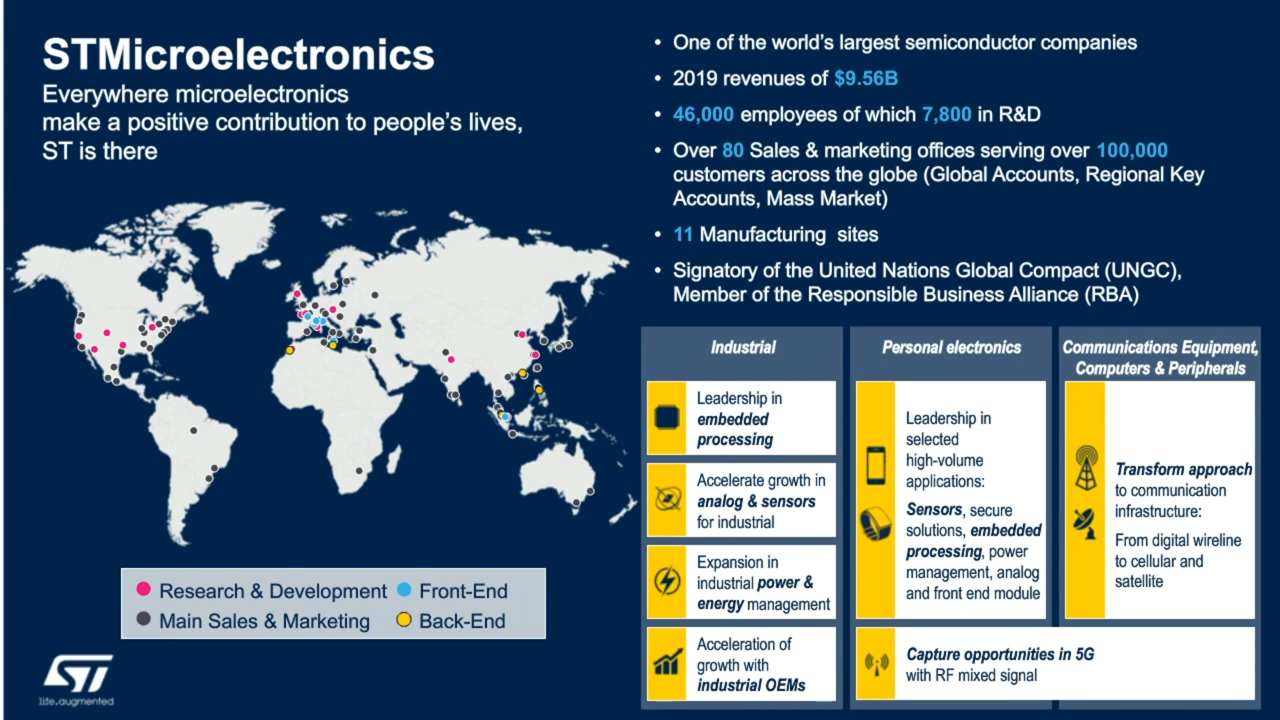 STMicroelectronics
Everywhere microelectronics
make a positive contribution to people's lives,
ST is there
• One of the world's largest semiconductor companies
• 2019 revenues of $9.56B
• 46,000 employees of which 7,800 in R&D
• Over 80 Sales & marketing offices serving over 100,000
customers across the globe (Global Accounts, Regional Key
Accounts, Mass Market)
• 11 Manufacturing sites
• Signatory of the United Nations Global Compact (UNGC),
Member of the Responsible Business Alliance (RBA)
Research & Development
Front-End
Main Sales & Marketing
Back-End
Industrial
Leadership in
embedded
processing
Accelerate growth in
analog & sensors
for industrial
Expansion in
industrial power &
energy management
Acceleration of
growth with
industrial OEMs
Personal electronics
Leadership in
selected
high-volume
applications:
Sensors, secure
solutions, embedded
processing, power
management, analog
and front end module
Communications Equipment,
Computers & Peripherals
Transform approach
to communication
infrastructure:
From digital wireline
to cellular and
satellite
Capture opportunities in 5G
with RF mixed signal
ST
life.augmented